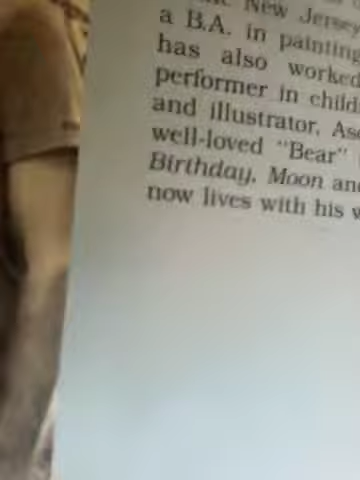 New Jersey
a B.A. in painting
has also worked
performer in child
and illustrator, As
well-loved "Bear"
Birthday, Moon and
now lives with his w